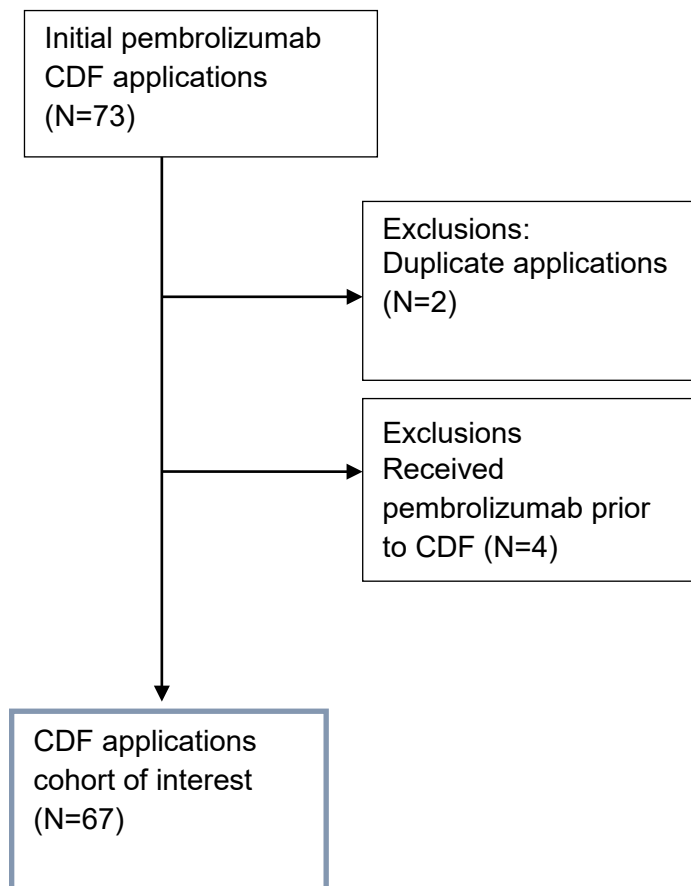 Initial pembrolizumab
CDF applications
(N=73)
Exclusions:
Duplicate applications
(N=2)
Exclusions
Received
pembrolizumab prior
to CDF (N=4)
CDF applications
cohort of interest
(N=67)